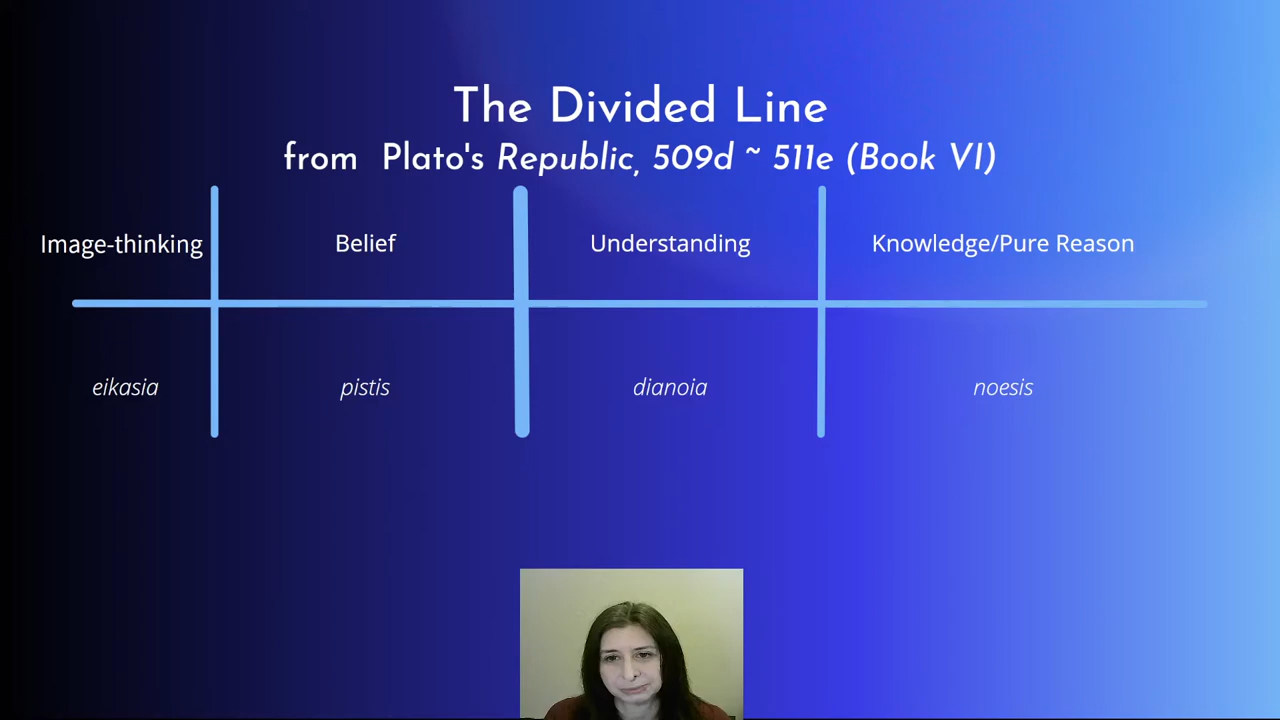 The Divided Line
from Plato's Republic, 509d ~ 511e (Book VI)
Image-thinking Belief Understanding Knowledge/Pure Reason
eikasia pistis dianoia noesis